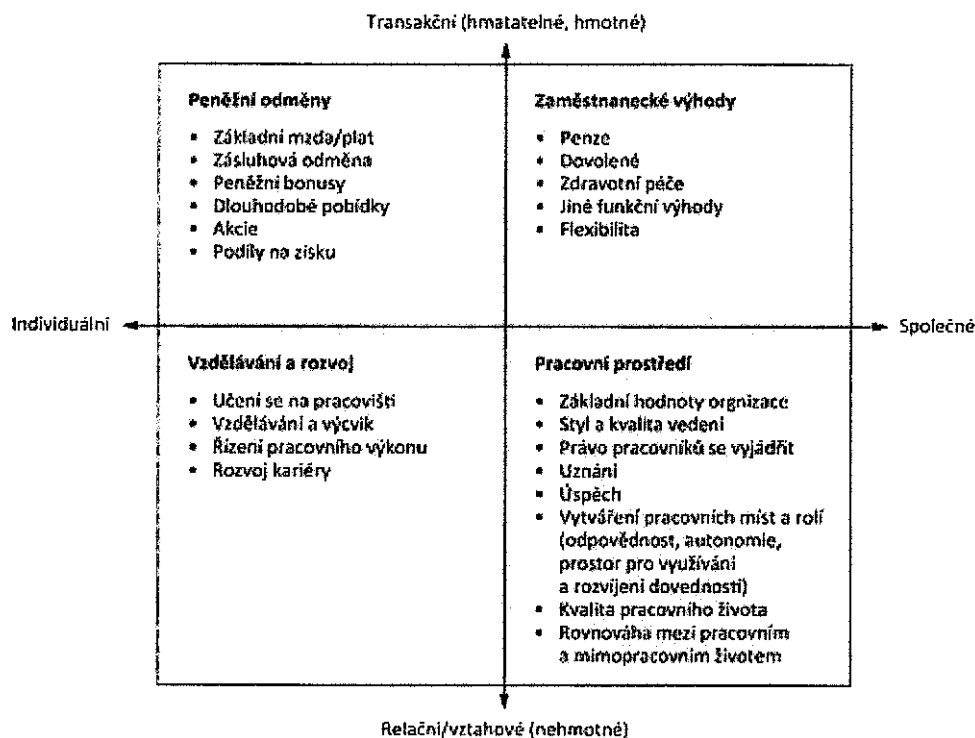 Transakční (hmatatelné, hmotné)
Peněžní odměny
• Základní mzda/plat
• Zásluhová odměna
• Peněžní bonusy
• Dlouhodobé pobídky
• Akcie
• Podíly na zisku
Zaměstnanecké výhody
• Penze
• Dovolené
• Zdravotní péče
• Jiné funkční výhody
• Flexibilita
Individuální
Společné
Vzdělávání a rozvoj
• Učení se na pracovišti
• Vzdělávání a výcvik
• Řízení pracovního výkonu
• Rozvoj kariéry
Pracovní prostředí
• Základní hodnoty orgnizace
• Styl a kvalita vedení
• Právo pracovníků se vyjádřit
• Uznání
• Úspěch
• Vytváření pracovních míst a rolí
(odpovědnost, autonomie,
prostor pro využívání
a rozvíjení dovedností)
• Kvalita pracovního života
• Rovnováha mezi pracovním
a mimopracovním životem
Relační/vztahové (nehmotné)